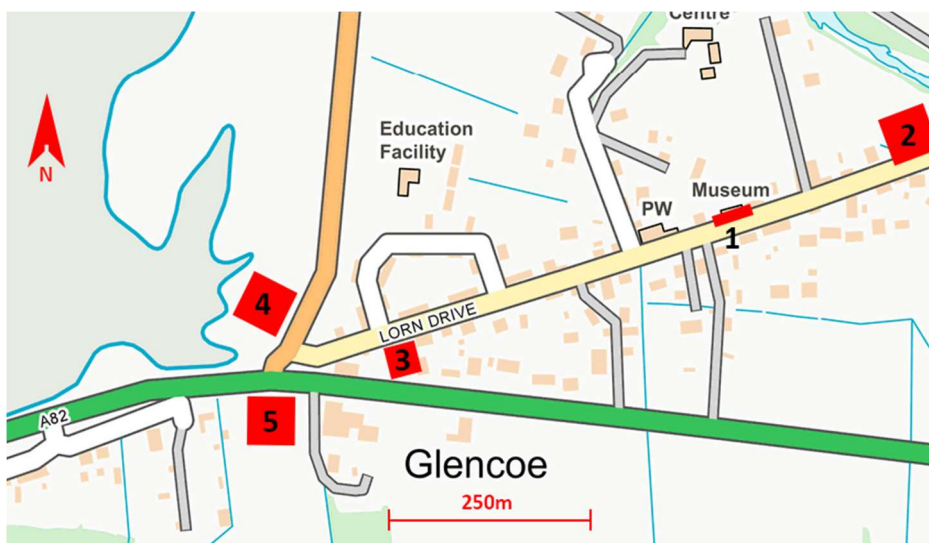 Centre
2
N
Education
Facility
Museum
PW
1
4
LORN DRIVE
3
5
A82
Glencoe
250m